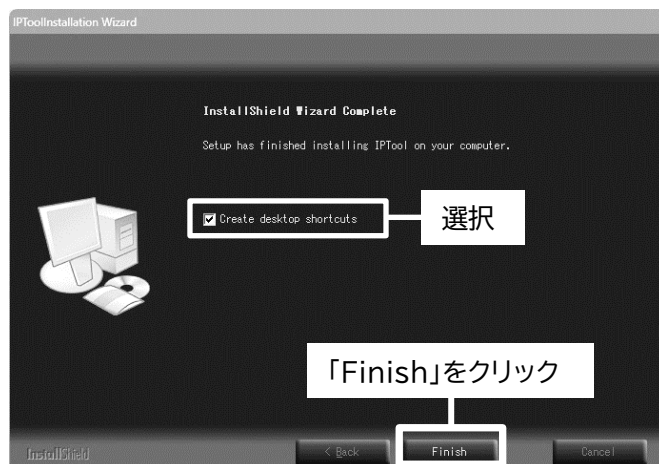 IPToolInstallation Wizard
InstallShield Wizard Complete
Setup has finished installing IPTool on your computer.
Create desktop shortcuts
選択
「Finish」をクリック
InstallShield
< Back
Finish
Cancel